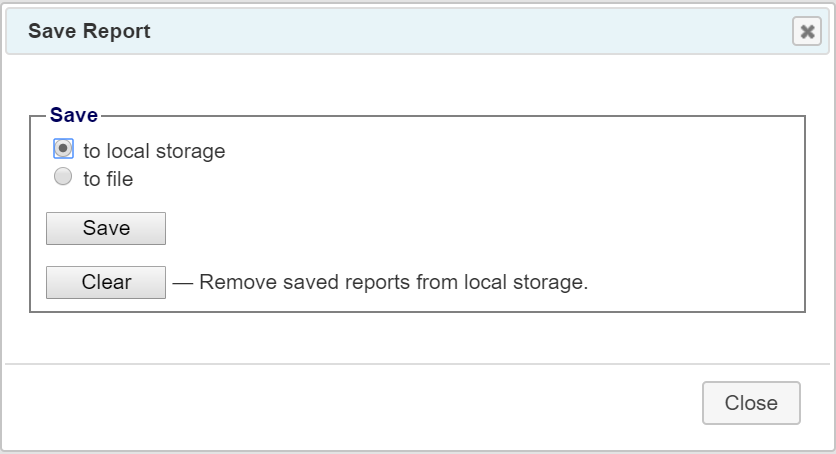 Save Report
Save
to local storage
to file
Save
Clear — Remove saved reports from local storage.
Close